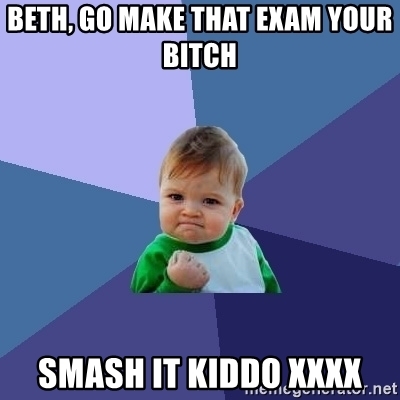 BETH, GO MAKE THAT EXAM YOUR
BITCH
SMASH IT KIDDO XXXX
memegenerator.net